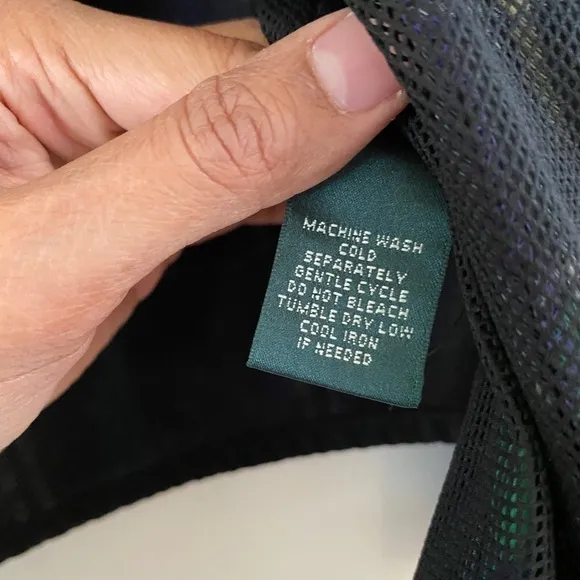 MACHINE WASH
COLD
SEPARATELY
GENTLE CYCLE
DO NOT BLEACH
TUMBLE DRY LOW
COOL IRON
IF NEEDED